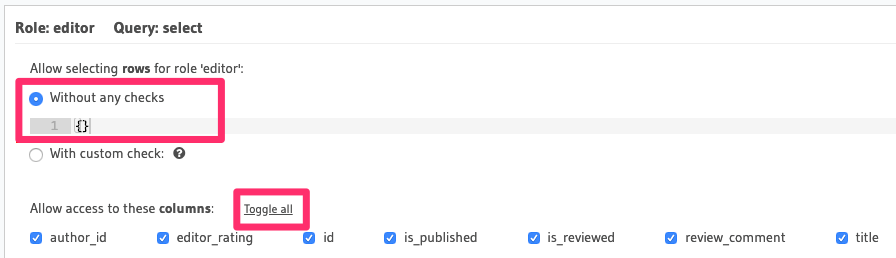 Role: editor Query: select
Allow selecting rows for role 'editor':
Without any checks
1 {}
With custom check: ?
Allow access to these columns: Toggle all
author_id editor_rating id is_published is_reviewed review_comment title